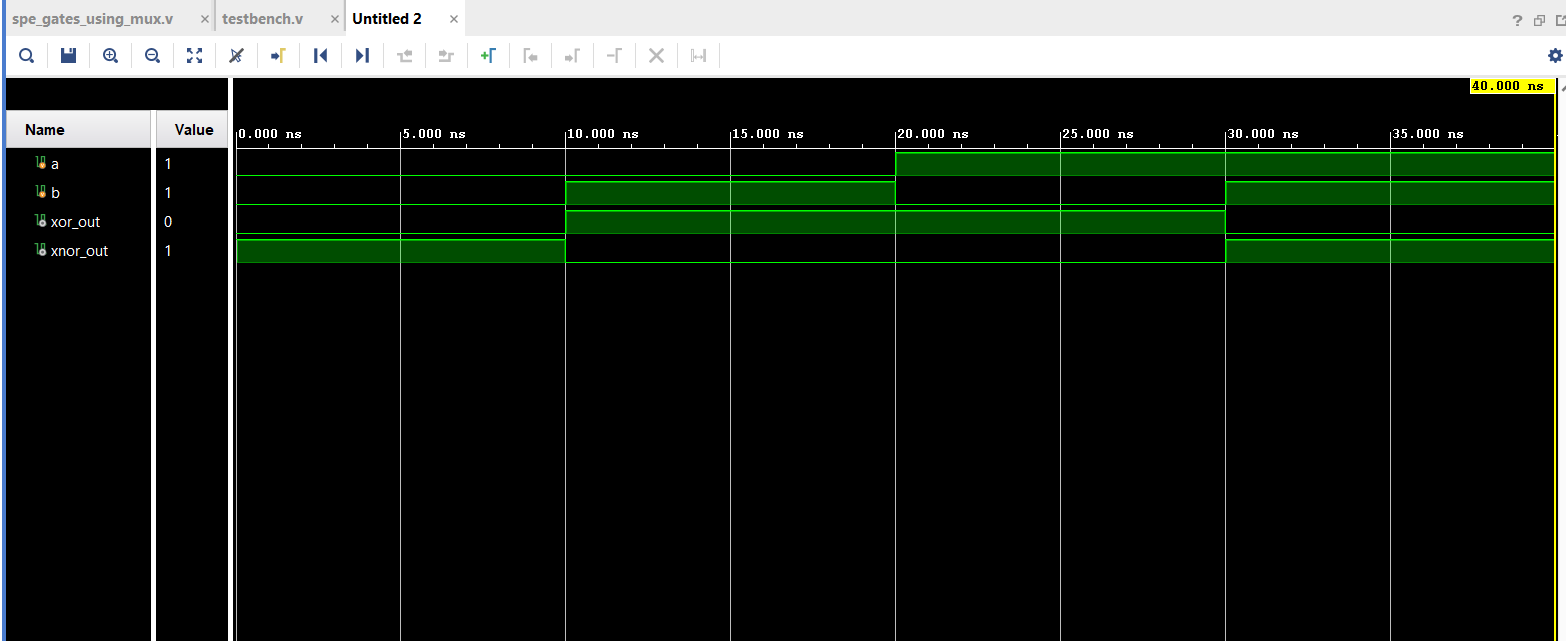 spe_gates_using_mux.v × testbench.v × Untitled 2 ×
?
40.000 ns
Name Value
0.000 ns 5.000 ns 10.000 ns 15.000 ns 20.000 ns 25.000 ns 30.000 ns 35.000 ns
a 1
b 1
xor_out 0
xnor_out 1